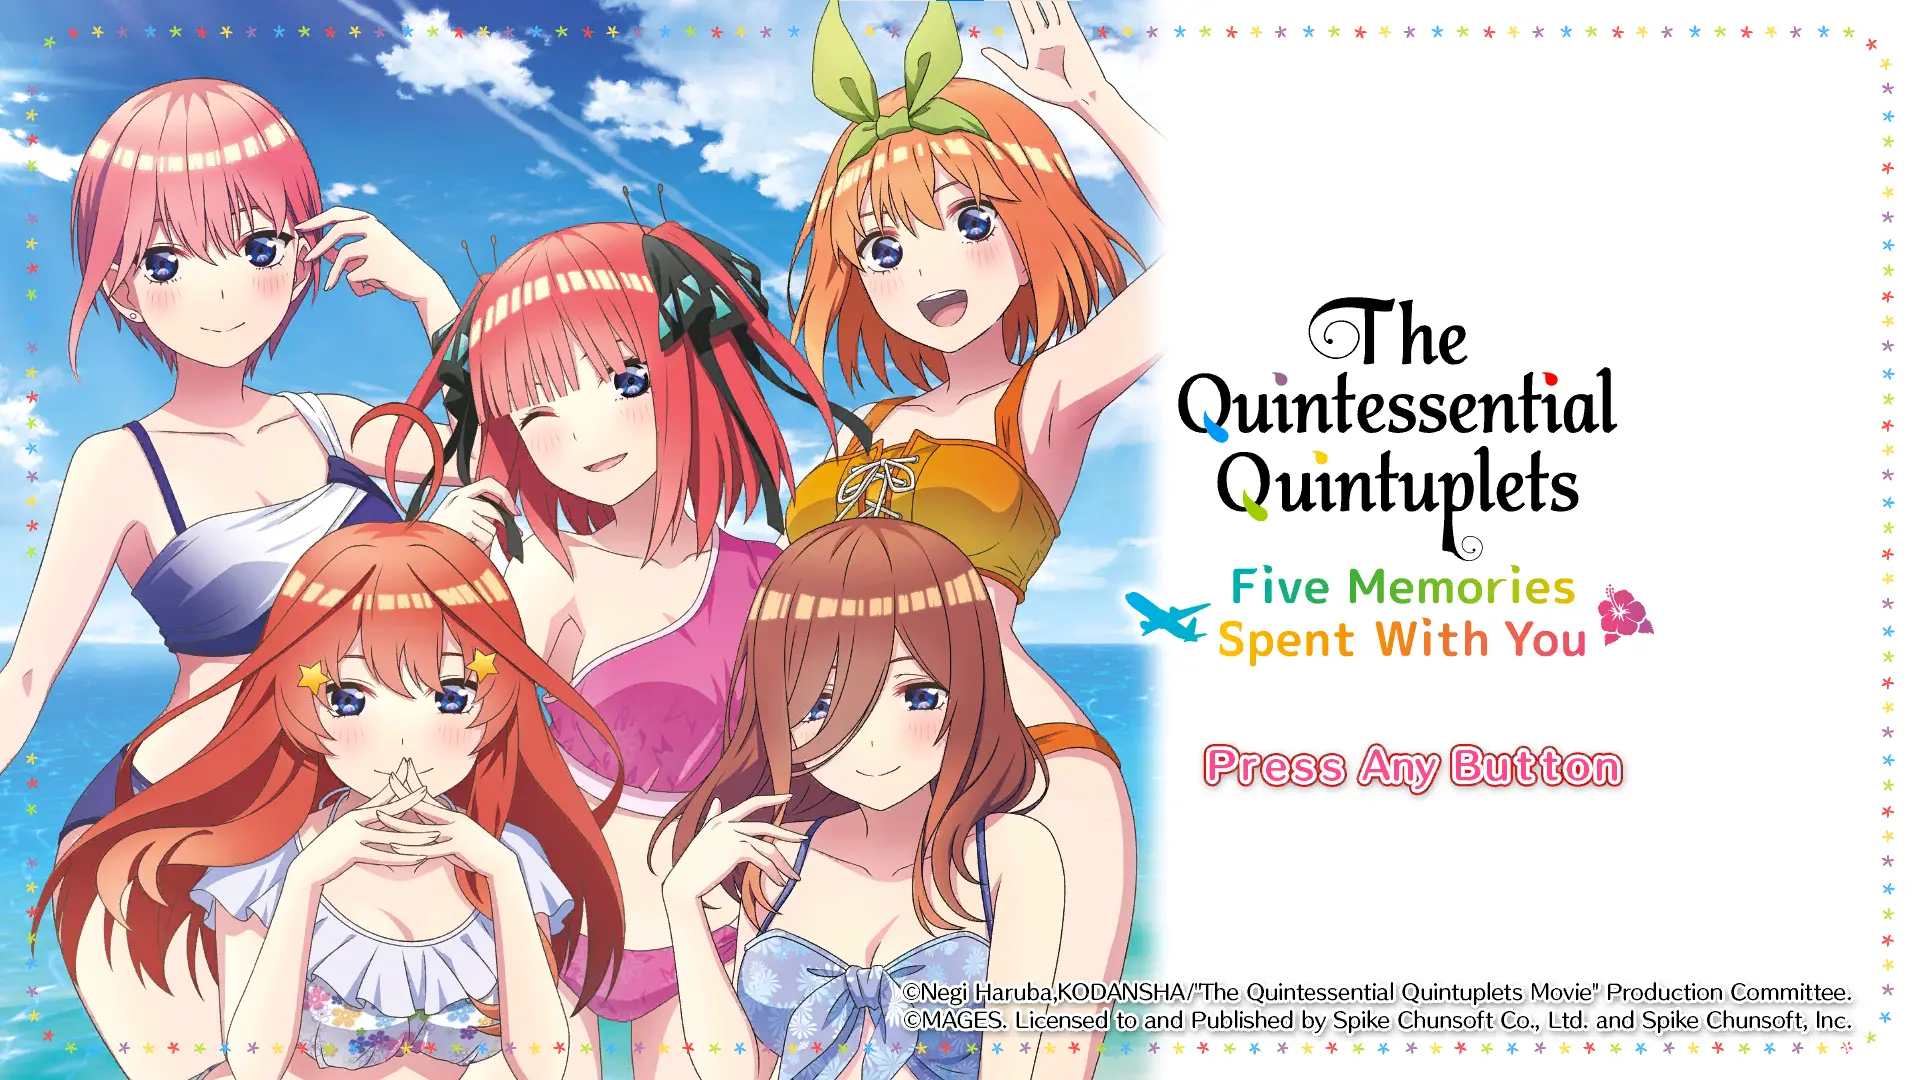 The
Quintessential
Quintuplets
Five Memories
Spent With You
Press Any Button
©Negi Haruba,KODANSHA/"The Quintessential Quintuplets Movie" Production Committee.
©MAGES. Licensed to and Published by Spike Chunsoft Co., Ltd. and Spike Chunsoft, Inc.